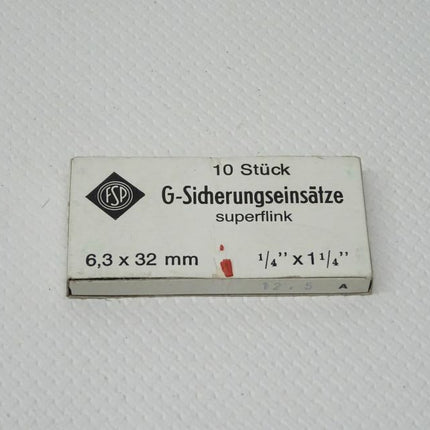 10 Stück
FSP
G-Sicherungseinsätze
superflink
6,3 x 32 mm
1/4'' x 1 1/4''
12.5 A